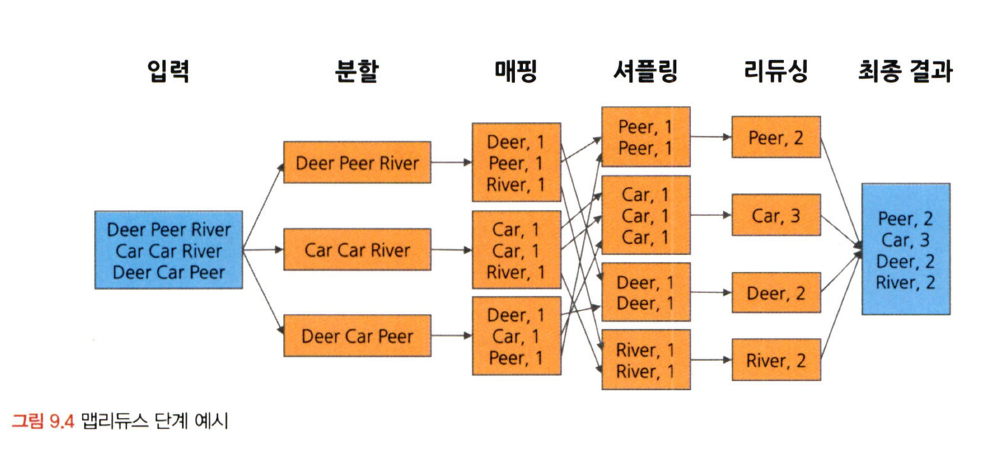 입력
분할
매핑
셔플링
리듀싱
최종 결과
Deer Peer River
Car Car River
Deer Car Peer
Deer Peer River
Car Car River
Deer Car Peer
Deer, 1
Peer, 1
River, 1
Car, 1
Car, 1
River, 1
Deer, 1
Car, 1
Peer, 1
Peer, 1
Peer, 1
Car, 1
Car, 1
Car, 1
Deer, 1
Deer, 1
River, 1
River, 1
Peer, 2
Car, 3
Deer, 2
River, 2
Peer, 2
Car, 3
Deer, 2
River, 2
그림 9.4 맵리듀스 단계 예시